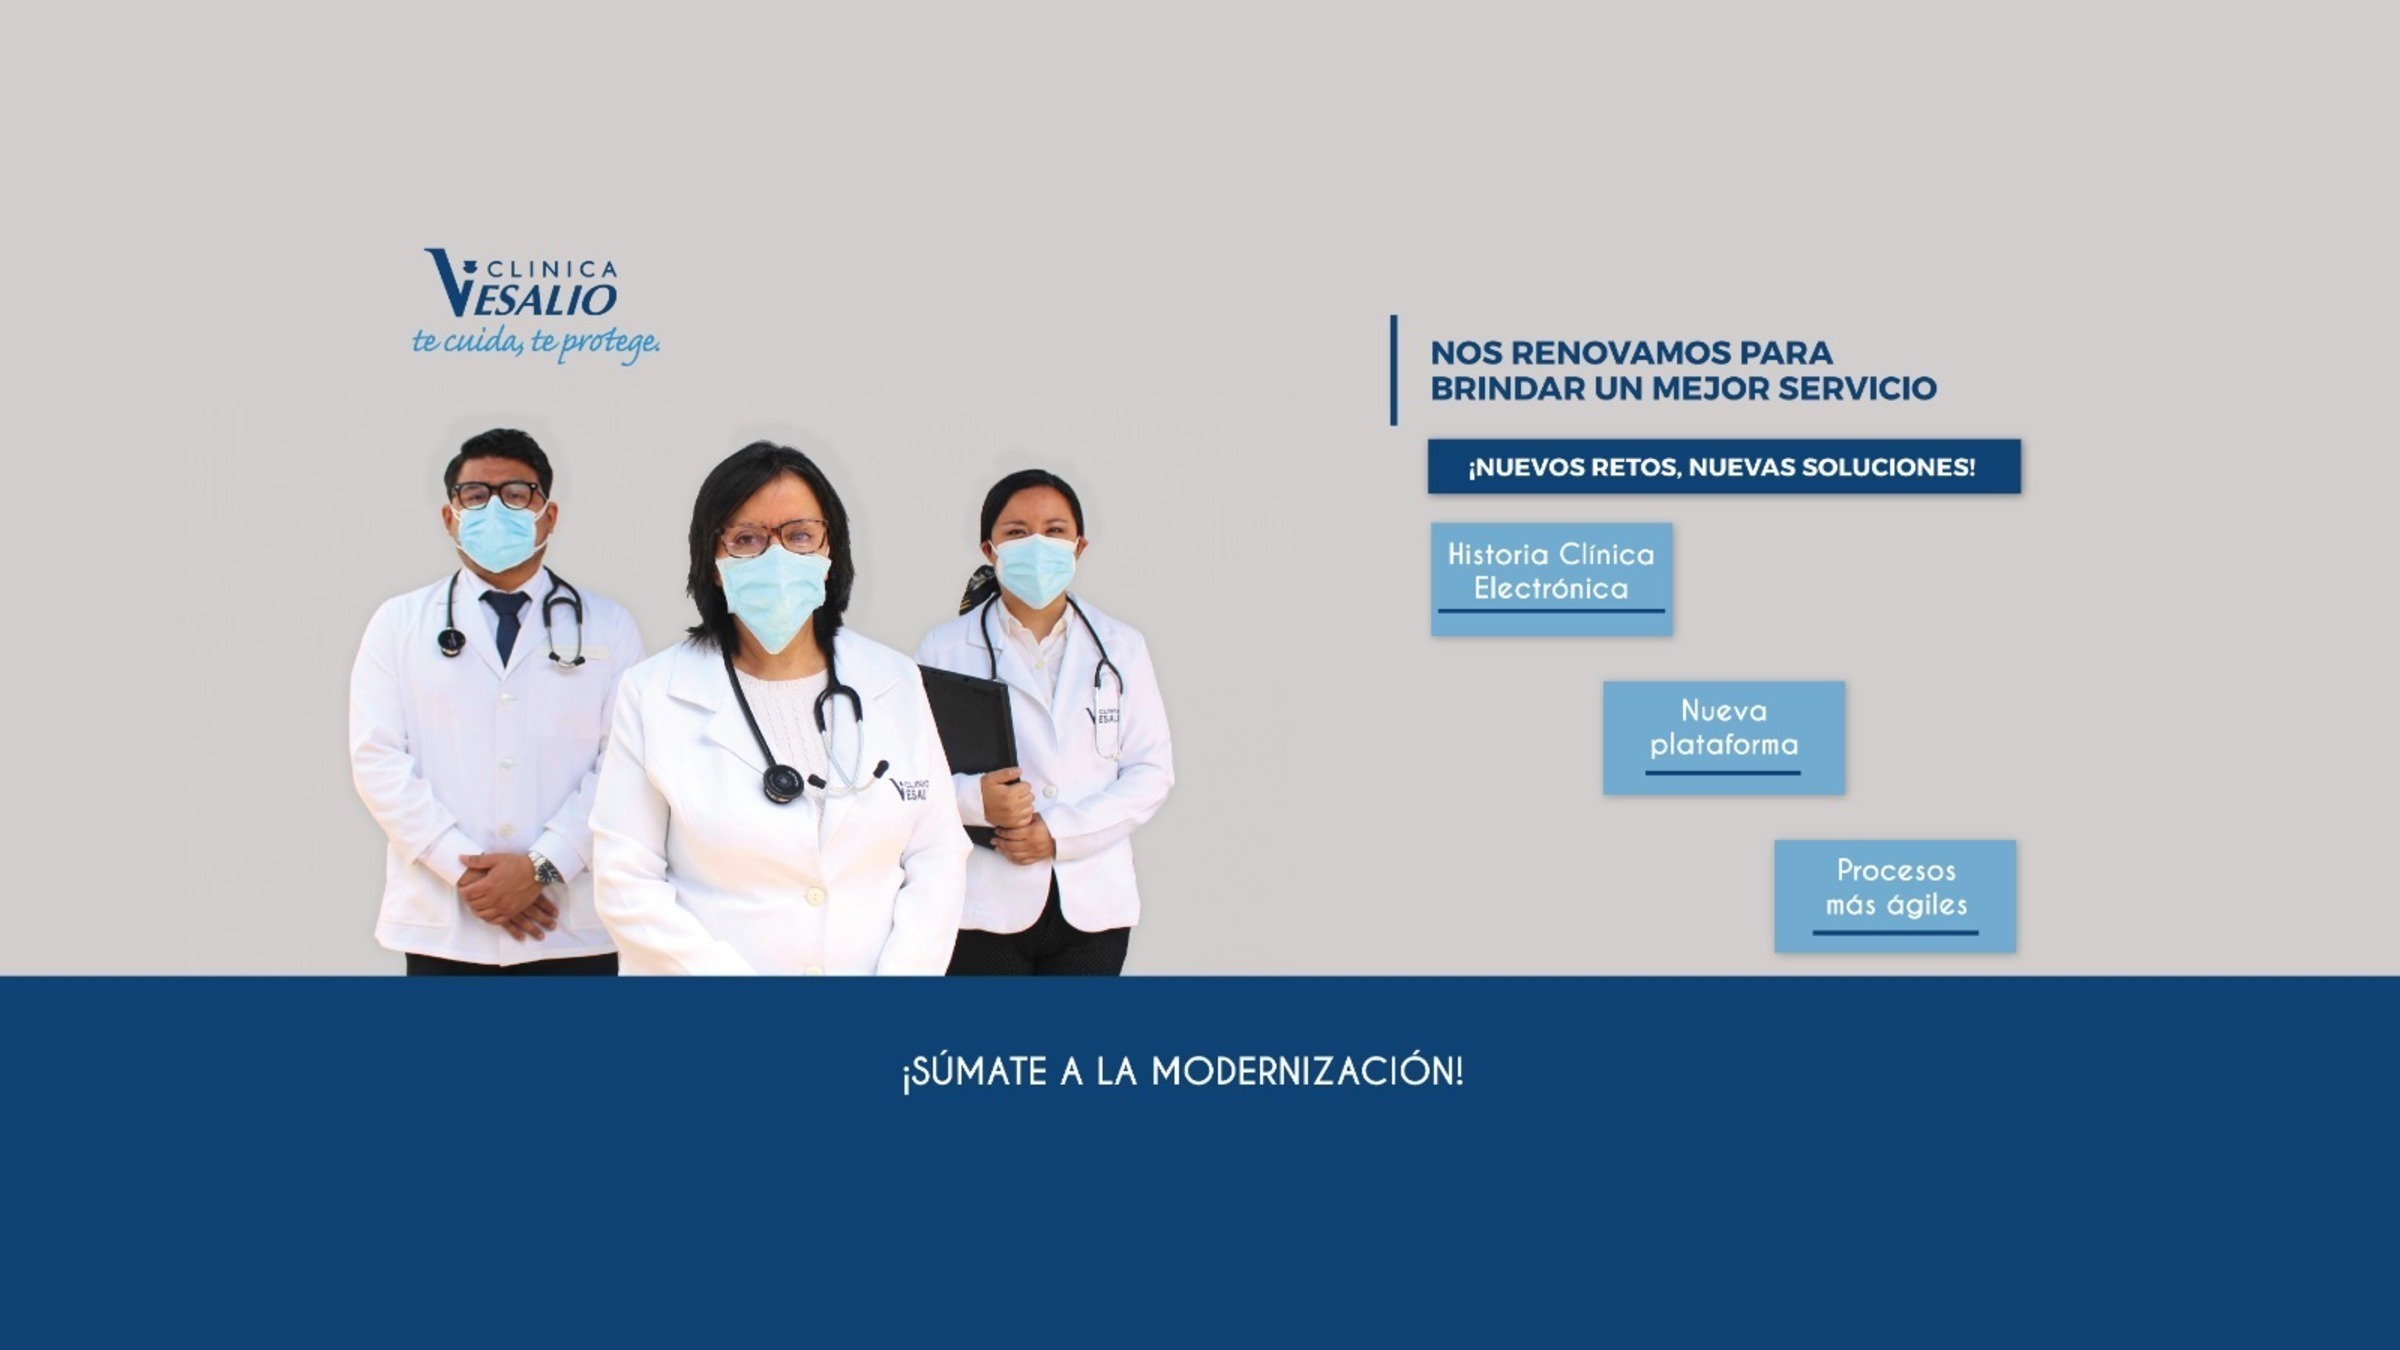 CLINICA
VESALIO
te cuida, te protege.
NOS RENOVAMOS PARA
BRINDAR UN MEJOR SERVICIO
¡NUEVOS RETOS, NUEVAS SOLUCIONES!
Historia Clínica
Electrónica
Nueva
plataforma
Procesos
más ágiles
¡SÚMATE A LA MODERNIZACIÓN!